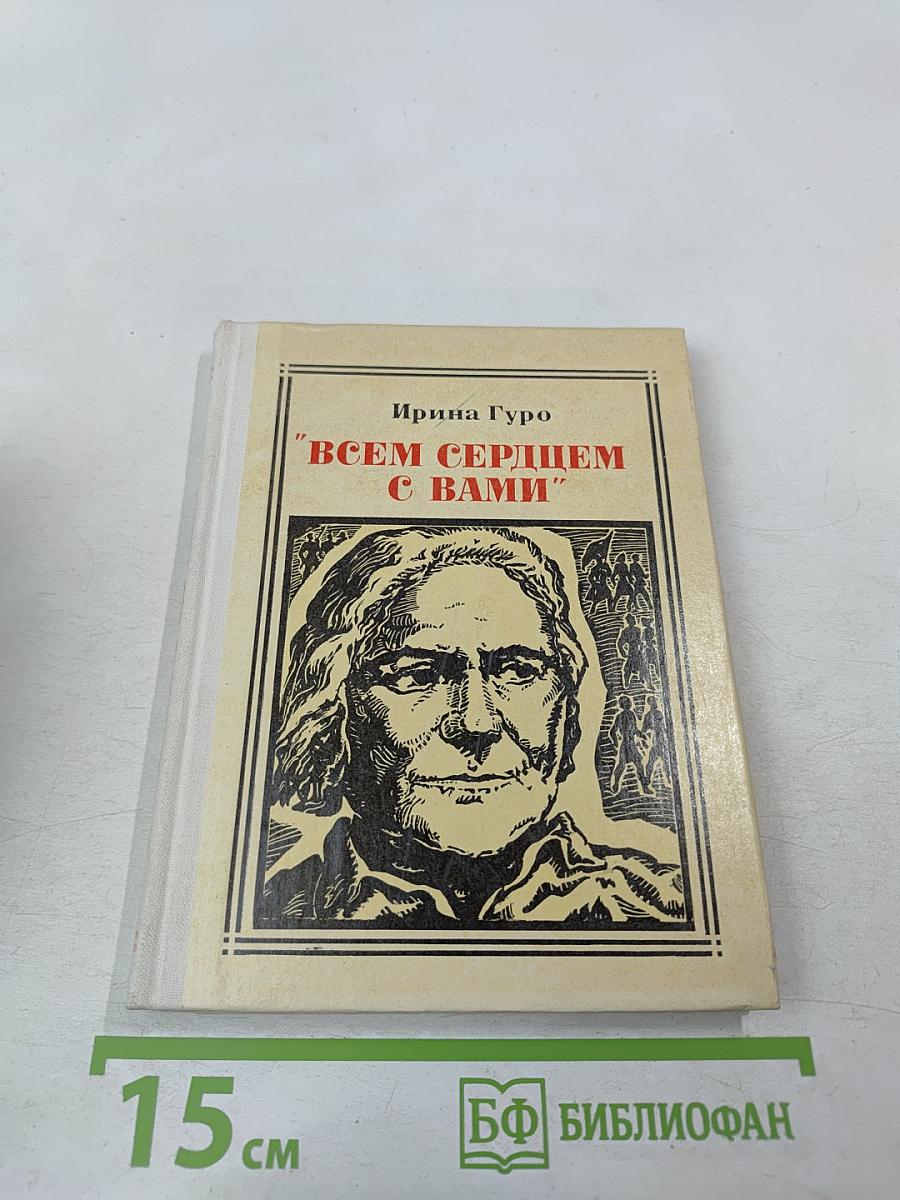 Ирина Гуро
"ВСЕМ СЕРДЦЕМ
С ВАМИ"
15 см
БФ БИБЛИОФАН